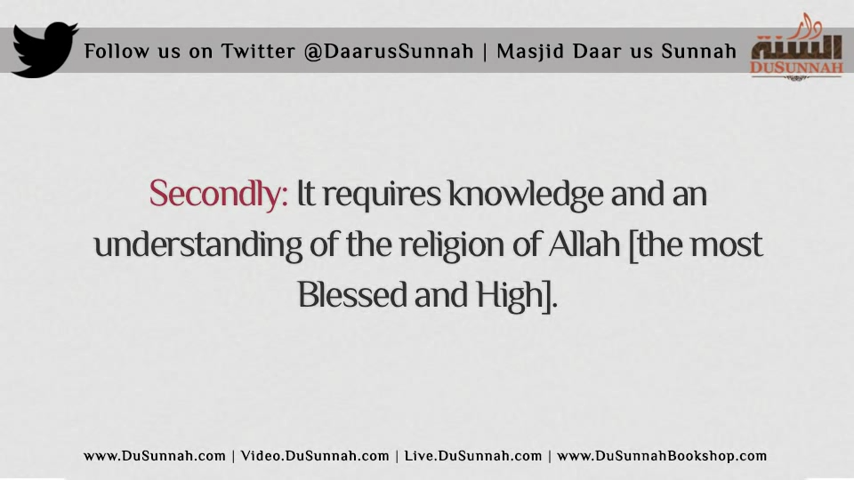 Follow us on Twitter @DaarusSunnah | Masjid Daar us Sunnah
دار
السنة
DUSUNNAH
Secondly: It requires knowledge and an
understanding of the religion of Allah [the most
Blessed and High].
www.DuSunnah.com | Video.DuSunnah.com | Live.DuSunnah.com | www.DuSunnahBookshop.com